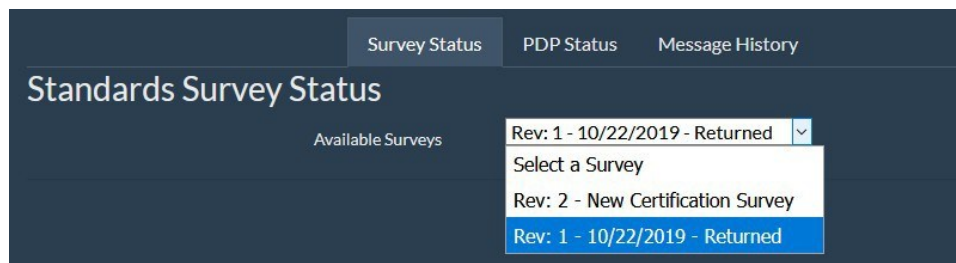 Survey Status PDP Status Message History
Standards Survey Status
Available Surveys Rev: 1 - 10/22/2019 - Returned
Select a Survey
Rev: 2 - New Certification Survey
Rev: 1 - 10/22/2019 - Returned